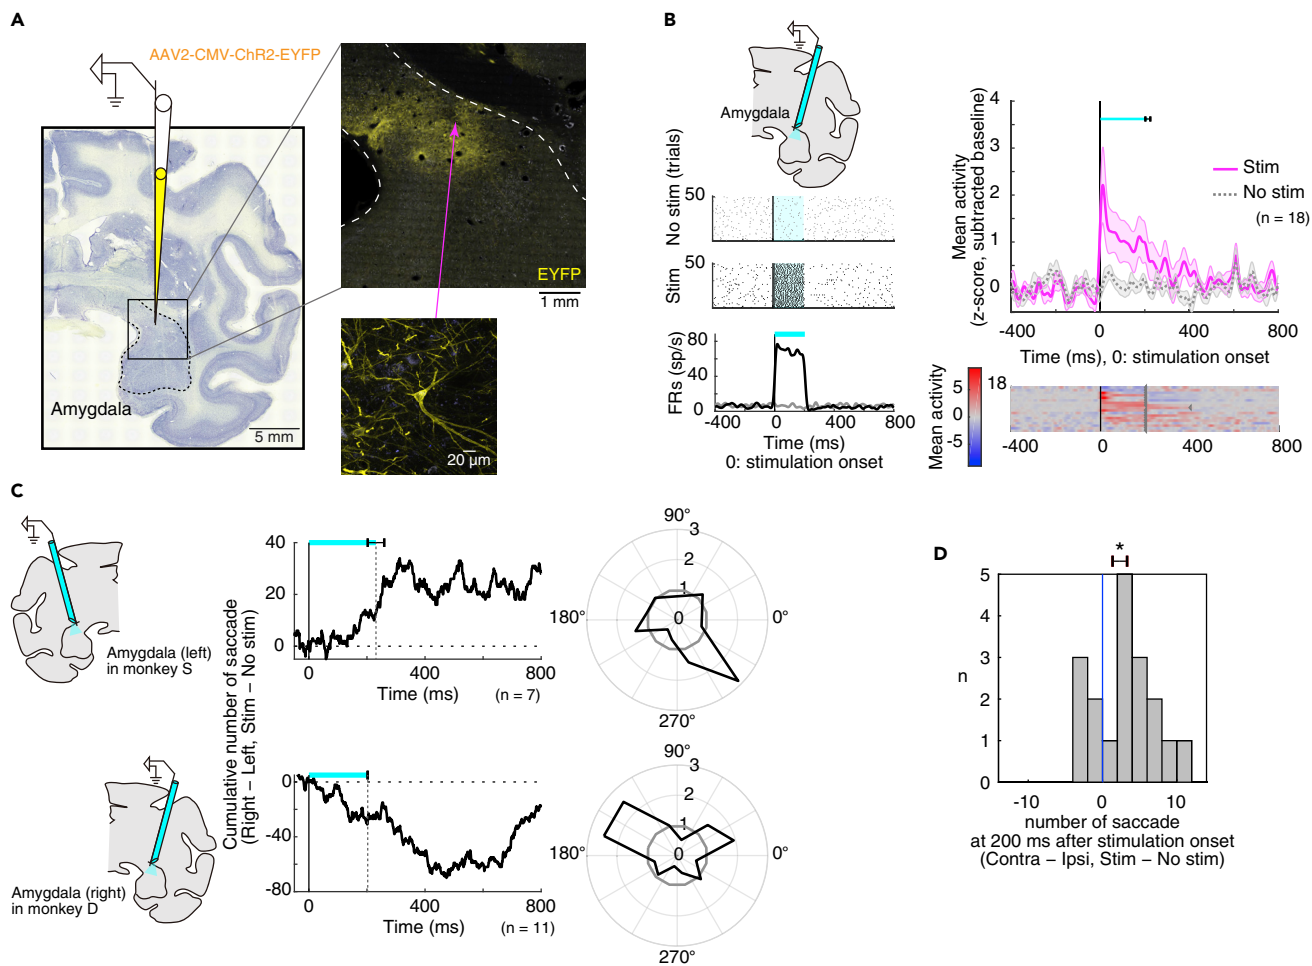 A
AAV2-CMV-ChR2-EYFP
Amygdala
5 mm
EYFP
1 mm
20 µm
B
Amygdala
No stim (trials)
50
Stim
50
FRs (sp/s)
80
40
0
-400
0
400
800
Time (ms)
0: stimulation onset
Mean activity
(z-score, subtracted baseline)
4
3
2
1
0
Stim
No stim
(n = 18)
-400
0
400
800
Time (ms), 0: stimulation onset
Mean activity
5
0
-5
18
-400
0
400
800
C
Amygdala (left)
in monkey S
Cumulative number of saccade
(Right – Left, Stim – No stim)
40
20
0
0
400
800
Time (ms)
(n = 7)
90°
3
2
1
0
180°
0°
270°
Amygdala (right)
in monkey D
0
-40
-80
0
400
800
Time (ms)
(n = 11)
90°
3
2
1
0
180°
0°
270°
D
*
5
4
3
2
1
0
n
-10
0
10
number of saccade
at 200 ms after stimulation onset
(Contra – Ipsi, Stim – No stim)